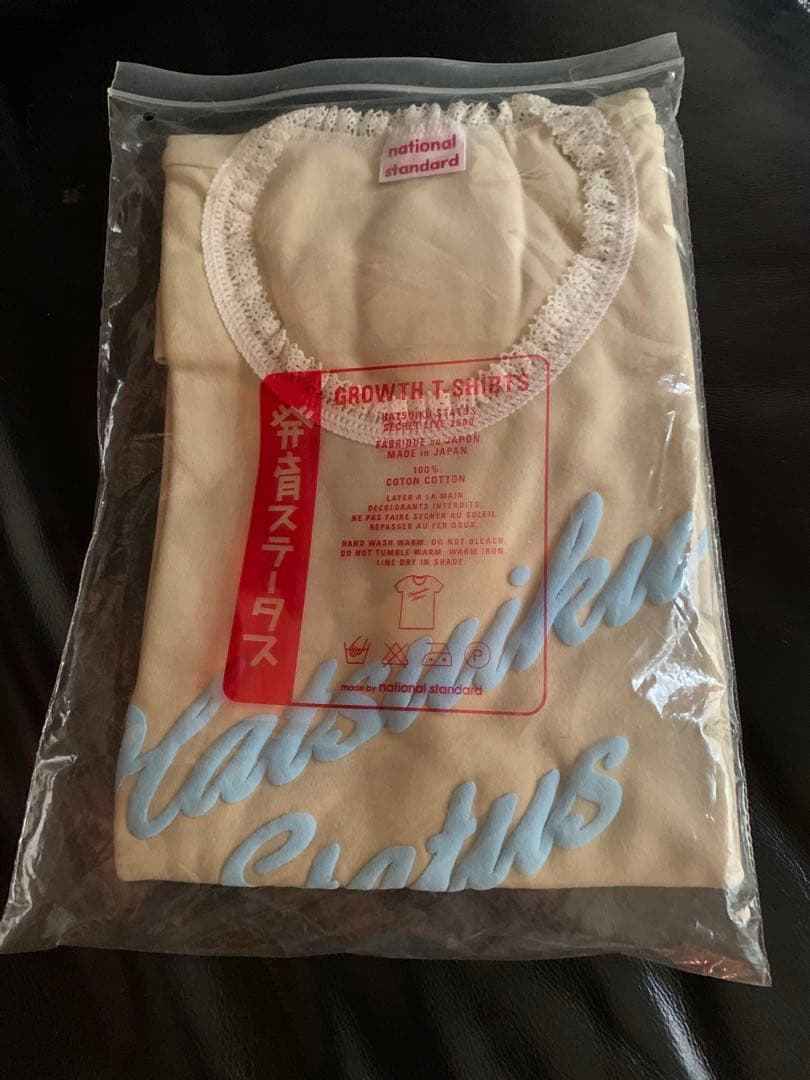 national
standard
GROWTH T-SHIRTS
HATSUIKU STATUS
SECRET LIVE
FABRIQUE AU JAPON
MADE in JAPAN
100%
COTON COTTON
LAVER A LA MAIN
DECOLORANTS INTERDITS.
NE PAS FAIRE SECHER AU SOLEIL.
REPASSER AU FER DOUX.
HAND WASH WARM. DO NOT BLEACH.
DO NOT TUMBLE WARM. WARM IRON.
LINE DRY IN SHADE.
P
made by national standard
発育ステータス
Hatsuiku
Status